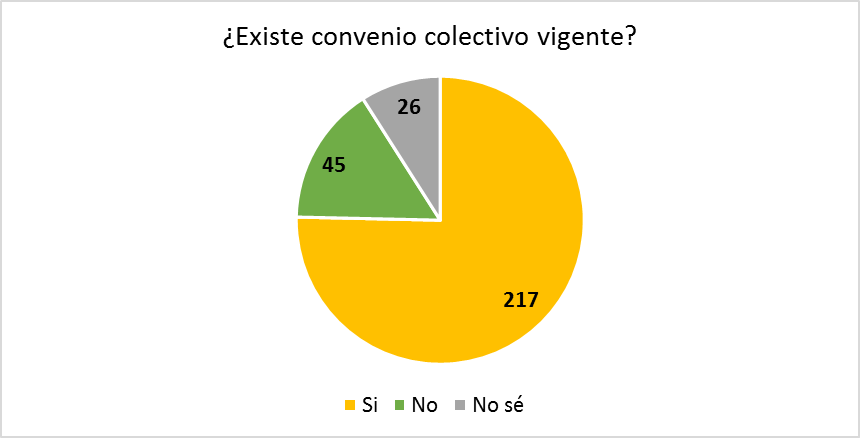 ¿Existe convenio colectivo vigente?
26
45
217
Si No No sé